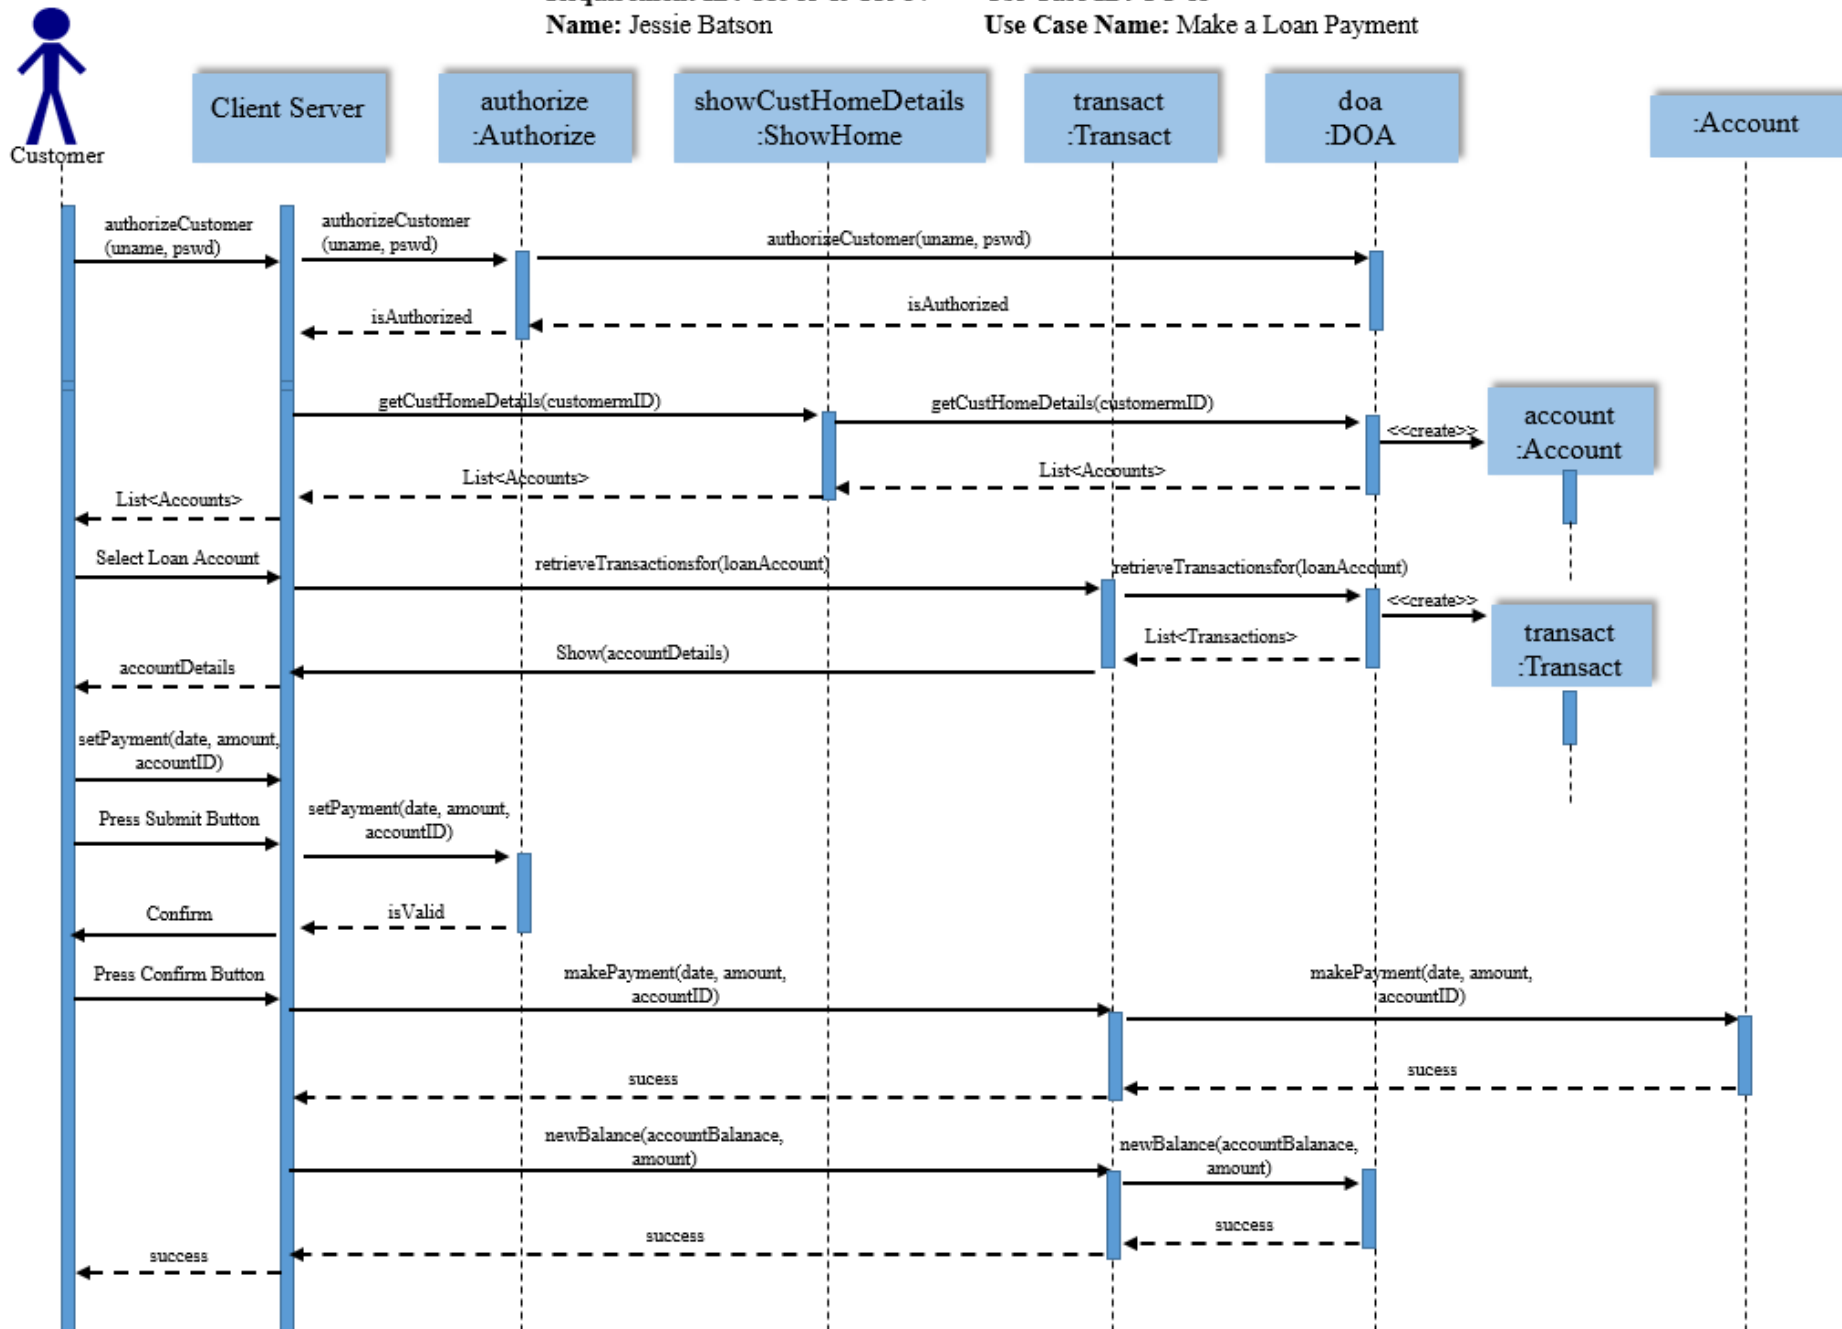 Name: Jessie Batson
Use Case Name: Make a Loan Payment
Customer
Client Server
authorize
:Authorize
showCustHomeDetails
:ShowHome
transact
:Transact
doa
:DOA
:Account
authorizeCustomer
(uname, pswd)
authorizeCustomer
(uname, pswd)
authorizeCustomer(uname, pswd)
isAuthorized
isAuthorized
getCustHomeDetails(custormID)
getCustHomeDetails(custormID)
<<create>>
account
:Account
List<Accounts>
List<Accounts>
List<Accounts>
Select Loan Account
retrieveTransactionsfor(loanAccount)
retrieveTransactionsfor(loanAccount)
<<create>>
transact
:Transact
List<Transactions>
Show(accountDetails)
accountDetails
setPayment(date, amount,
accountID)
Press Submit Button
setPayment(date, amount,
accountID)
isValid
Confirm
Press Confirm Button
makePayment(date, amount,
accountID)
makePayment(date, amount,
accountID)
sucess
sucess
newBalance(accountBalanace,
amount)
newBalance(accountBalanace,
amount)
success
success
success